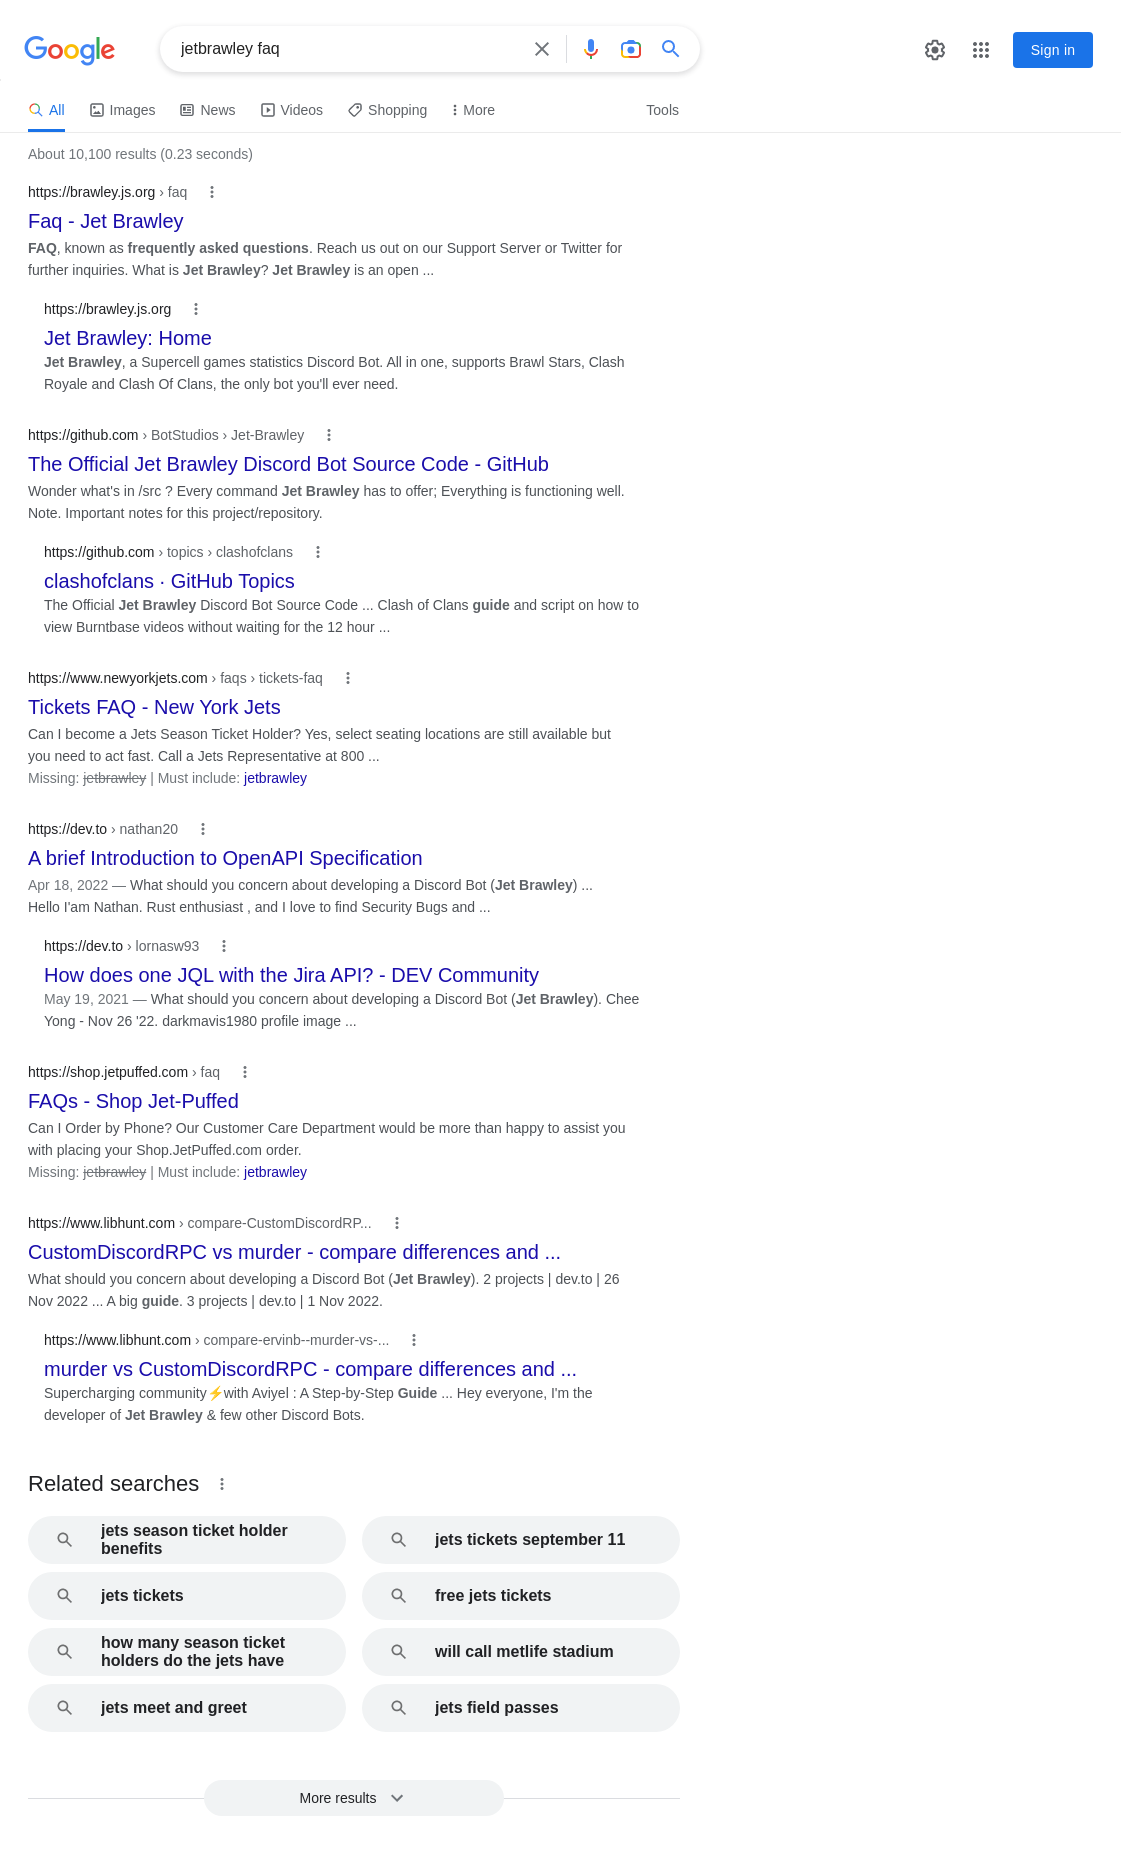 Google
jetbrawley faq
Sign in
All
Images
News
Videos
Shopping
More
Tools
About 10,100 results (0.23 seconds)
https://brawley.js.org › faq
Faq - Jet Brawley
FAQ, known as frequently asked questions. Reach us out on our Support Server or Twitter for
further inquiries. What is Jet Brawley? Jet Brawley is an open ...
https://brawley.js.org
Jet Brawley: Home
Jet Brawley, a Supercell games statistics Discord Bot. All in one, supports Brawl Stars, Clash
Royale and Clash Of Clans, the only bot you'll ever need.
https://github.com › BotStudios › Jet-Brawley
The Official Jet Brawley Discord Bot Source Code - GitHub
Wonder what's in /src ? Every command Jet Brawley has to offer; Everything is functioning well.
Note. Important notes for this project/repository.
https://github.com › topics › clashofclans
clashofclans · GitHub Topics
The Official Jet Brawley Discord Bot Source Code ... Clash of Clans guide and script on how to
view Burntbase videos without waiting for the 12 hour ...
https://www.newyorkjets.com › faqs › tickets-faq
Tickets FAQ - New York Jets
Can I become a Jets Season Ticket Holder? Yes, select seating locations are still available but
you need to act fast. Call a Jets Representative at 800 ...
Missing: jetbrawley | Must include: jetbrawley
https://dev.to › nathan20
A brief Introduction to OpenAPI Specification
Apr 18, 2022 — What should you concern about developing a Discord Bot (Jet Brawley) ...
Hello I'am Nathan. Rust enthusiast , and I love to find Security Bugs and ...
https://dev.to › lornasw93
How does one JQL with the Jira API? - DEV Community
May 19, 2021 — What should you concern about developing a Discord Bot (Jet Brawley). Chee
Yong - Nov 26 '22. darkmavis1980 profile image ...
https://shop.jetpuffed.com › faq
FAQs - Shop Jet-Puffed
Can I Order by Phone? Our Customer Care Department would be more than happy to assist you
with placing your Shop.JetPuffed.com order.
Missing: jetbrawley | Must include: jetbrawley
https://www.libhunt.com › compare-CustomDiscordRP...
CustomDiscordRPC vs murder - compare differences and ...
What should you concern about developing a Discord Bot (Jet Brawley). 2 projects | dev.to | 26
Nov 2022 ... A big guide. 3 projects | dev.to | 1 Nov 2022.
https://www.libhunt.com › compare-ervinb--murder-vs-...
murder vs CustomDiscordRPC - compare differences and ...
Supercharging community⚡with Aviyel : A Step-by-Step Guide ... Hey everyone, I'm the
developer of Jet Brawley & few other Discord Bots.
Related searches
jets season ticket holder
benefits
jets tickets september 11
jets tickets
free jets tickets
how many season ticket
holders do the jets have
will call metlife stadium
jets meet and greet
jets field passes
More results